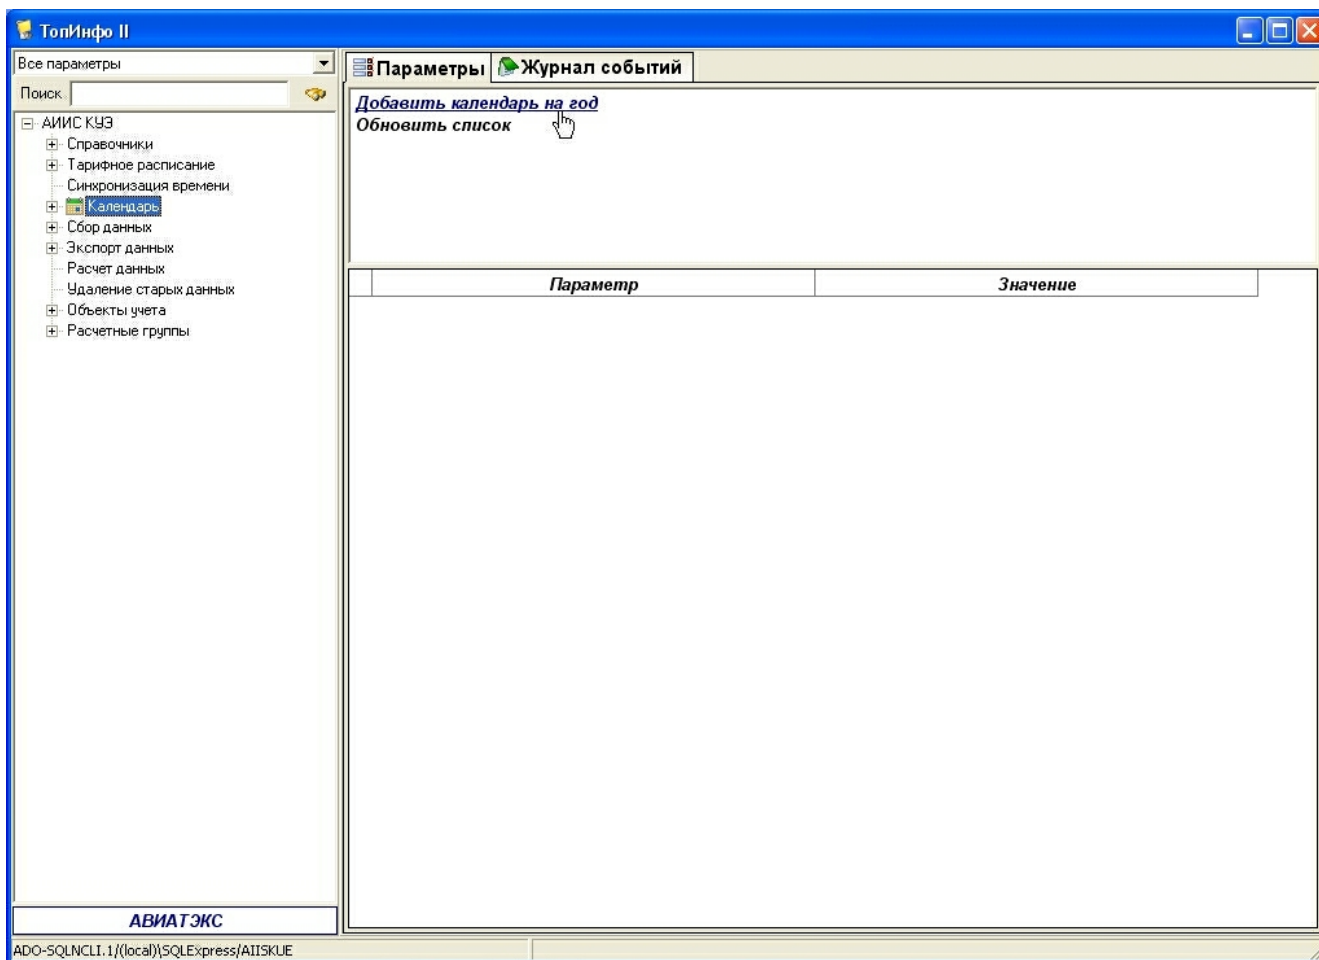 ТопИнфо II
Все параметры
Поиск
АИИС КУЭ
Справочники
Тарифное расписание
Синхронизация времени
Календарь
Сбор данных
Экспорт данных
Расчет данных
Удаление старых данных
Объекты учета
Расчетные группы
АВИАТЭКС
Параметры Журнал событий
Добавить календарь на год
Обновить список
Параметр Значение
ADO-SQLNCLI.1/(local)\SQLExpress/AIISKUE